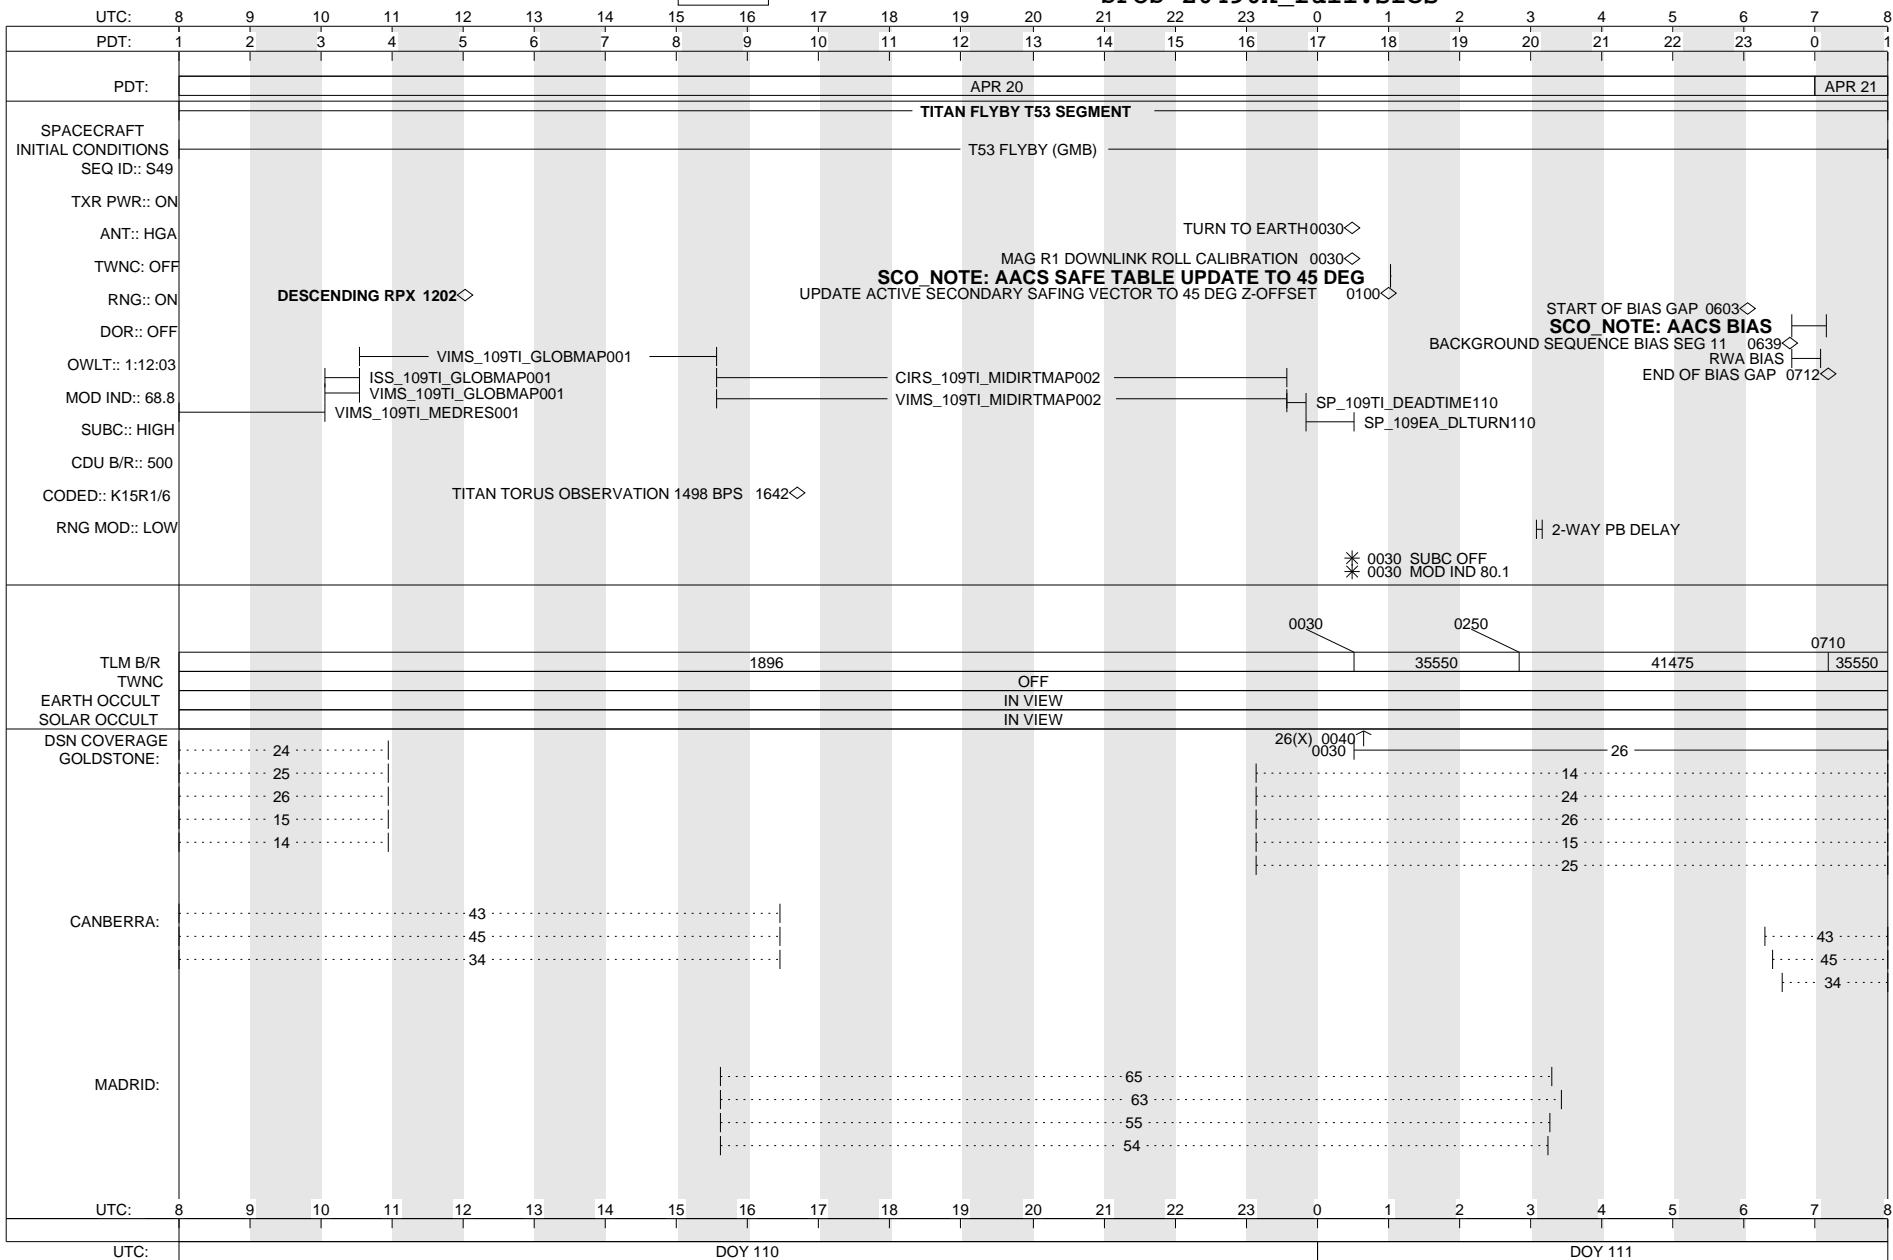 UTC: 8 9 10 11 12 13 14 15 16 17 18 19 20 21 22 23 0 1 2 3 4 5 6 7 8
PDT: 1 2 3 4 5 6 7 8 9 10 11 12 13 14 15 16 17 18 19 20 21 22 23 0 1
PDT: APR 20 APR 21
TITAN FLYBY T53 SEGMENT
SPACECRAFT
INITIAL CONDITIONS T53 FLYBY (GMB)
SEQ ID:: S49
TXR PWR:: ON
ANT:: HGA TURN TO EARTH 0030
MAG R1 DOWNLINK ROLL CALIBRATION 0030
TWNC: OFF
SCO_NOTE: AACS SAFE TABLE UPDATE TO 45 DEG
UPDATE ACTIVE SECONDARY SAFING VECTOR TO 45 DEG Z-OFFSET 0100
RNG:: ON DESCENDING RPX 1202
START OF BIAS GAP 0603
SCO_NOTE: AACS BIAS
DOR:: OFF
BACKGROUND SEQUENCE BIAS SEG 11 0639
VIMS_109TI_GLOBMAP001 RWA BIAS
OWLT:: 1:12:03
END OF BIAS GAP 0712
ISS_109TI_GLOBMAP001 CIRS_109TI_MIDIRTMAP002
VIMS_109TI_GLOBMAP001
MOD IND:: 68.8 VIMS_109TI_MIDIRTMAP002 SP_109TI_DEADTIME110
VIMS_109TI_MEDRES001
SUBC:: HIGH SP_109EA_DLTURN110
CDU B/R:: 500
CODED:: K15R1/6 TITAN TORUS OBSERVATION 1498 BPS 1642
RNG MOD:: LOW 2-WAY PB DELAY
0030 SUBC OFF
0030 MOD IND 80.1
0030 0250
0710
TLM B/R 1896 35550 41475 35550
TWNC OFF
EARTH OCCULT IN VIEW
SOLAR OCCULT IN VIEW
DSN COVERAGE 26(X) 0040
GOLDSTONE: 24 0030 26
25 14
26 24
15 26
14 15
25
CANBERRA: 43
45 43
34 45
34
MADRID: 65
63
55
54
UTC: 8 9 10 11 12 13 14 15 16 17 18 19 20 21 22 23 0 1 2 3 4 5 6 7 8
UTC: DOY 110 DOY 111